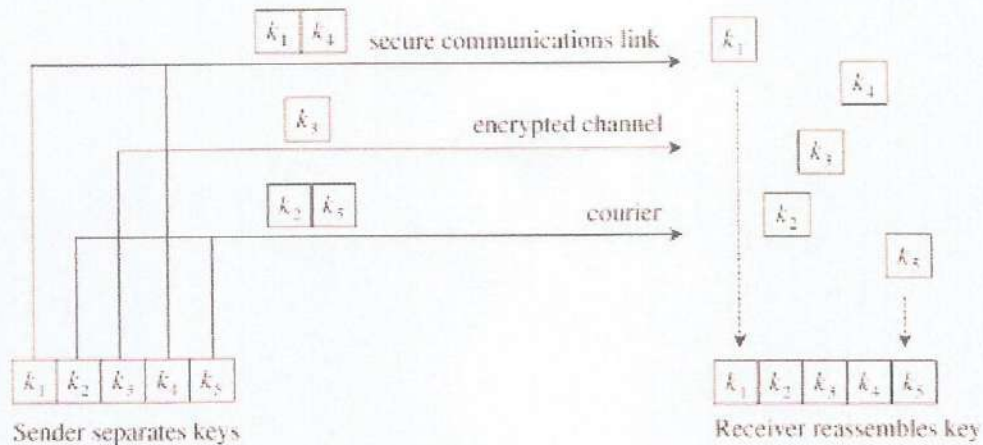 k₁ k₄
secure communications link
k₁
k₄
k₃
encrypted channel
k₃
k₂ k₅
courier
k₂
k₅
k₁ k₂ k₃ k₄ k₅
k₁ k₂ k₃ k₄ k₅
Sender separates keys
Receiver reassembles key